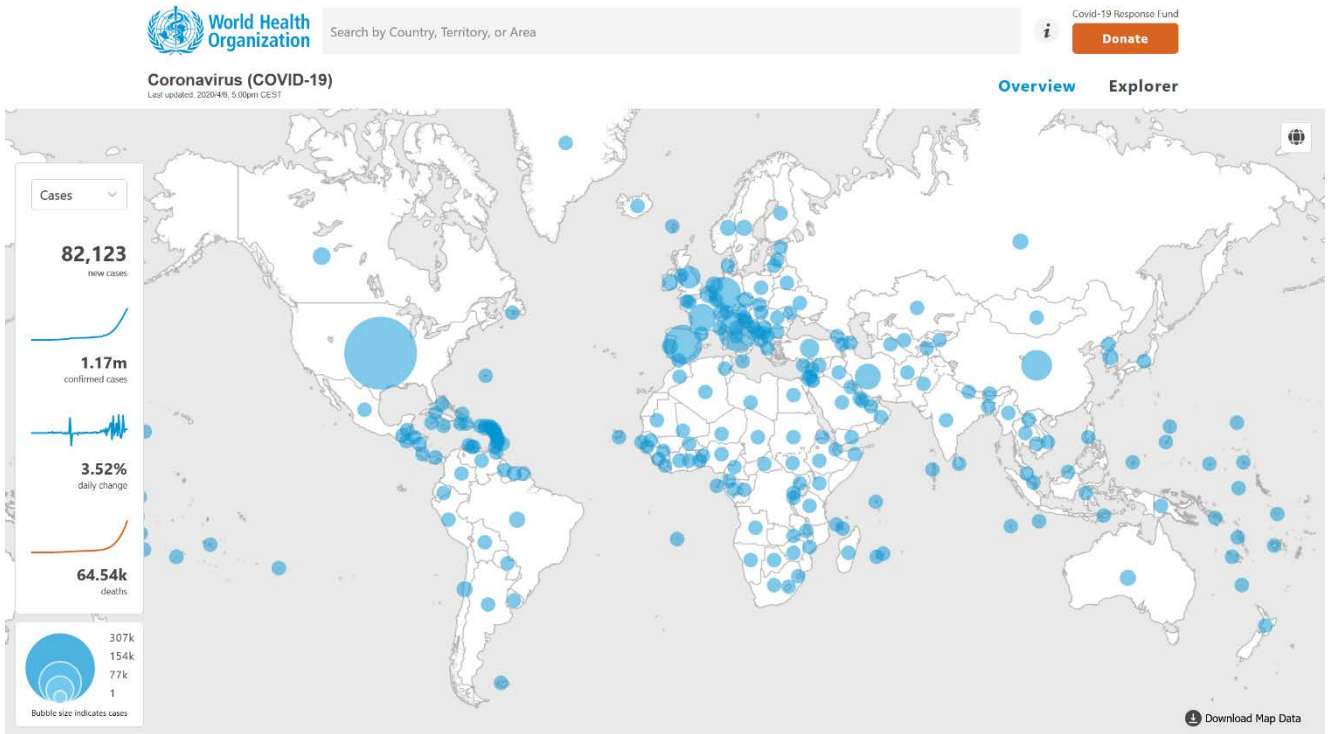 World Health
Organization
Search by Country, Territory, or Area
i
Covid-19 Response Fund
Donate
Coronavirus (COVID-19)
Last updated: 2020/4/6, 5:00pm CEST
Overview
Explorer
Cases
82,123
new cases
1.17m
confirmed cases
3.52%
daily change
64.54k
deaths
307k
154k
77k
1
Bubble size indicates cases
Download Map Data